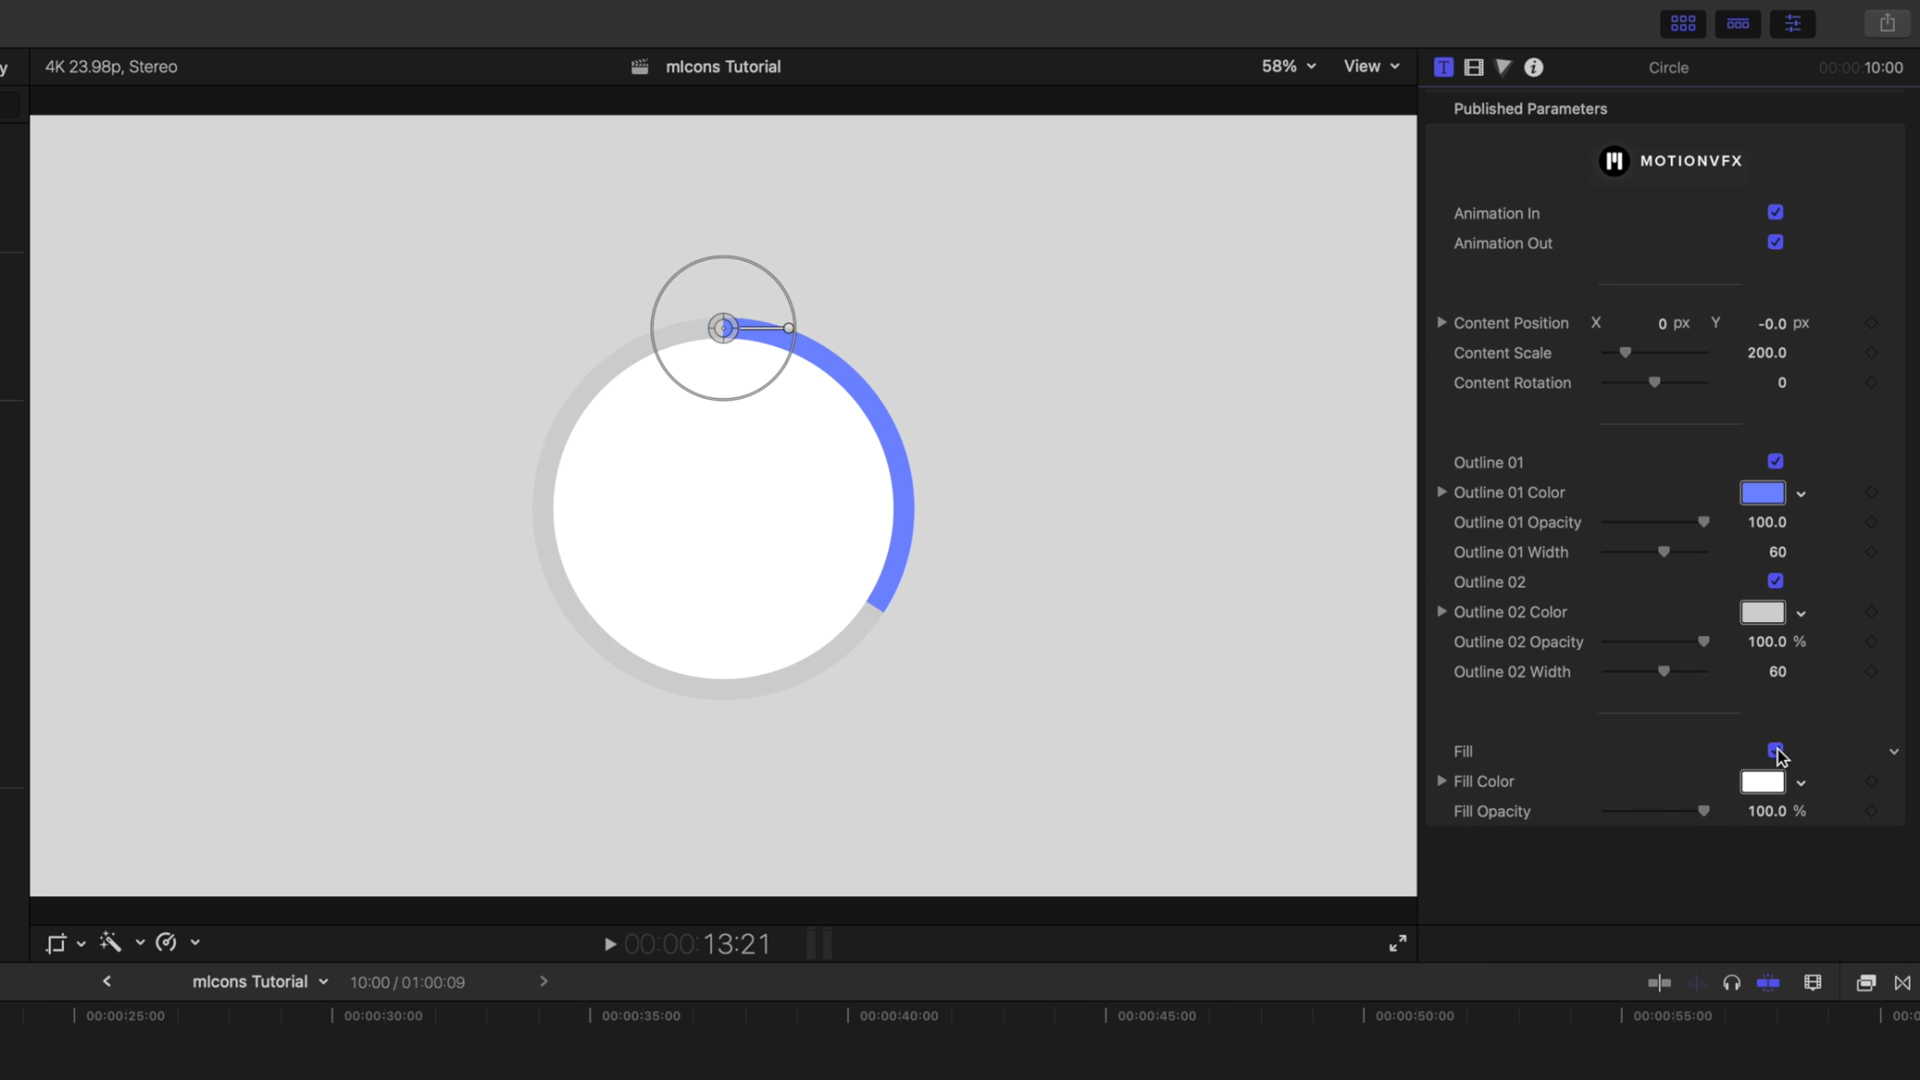 y
4K 23.98p, Stereo
mIcons Tutorial
58%
View
T
Circle
00:00:10:00
Published Parameters
MOTIONVFX
Animation In
Animation Out
Content Position X 0 px Y -0.0 px
Content Scale 200.0
Content Rotation 0
Outline 01
Outline 01 Color
Outline 01 Opacity 100.0
Outline 01 Width 60
Outline 02
Outline 02 Color
Outline 02 Opacity 100.0 %
Outline 02 Width 60
Fill
Fill Color
Fill Opacity 100.0 %
00:00:13:21
mIcons Tutorial
10:00 / 01:00:09
00:00:25:00
00:00:30:00
00:00:35:00
00:00:40:00
00:00:45:00
00:00:50:00
00:00:55:00
00:0